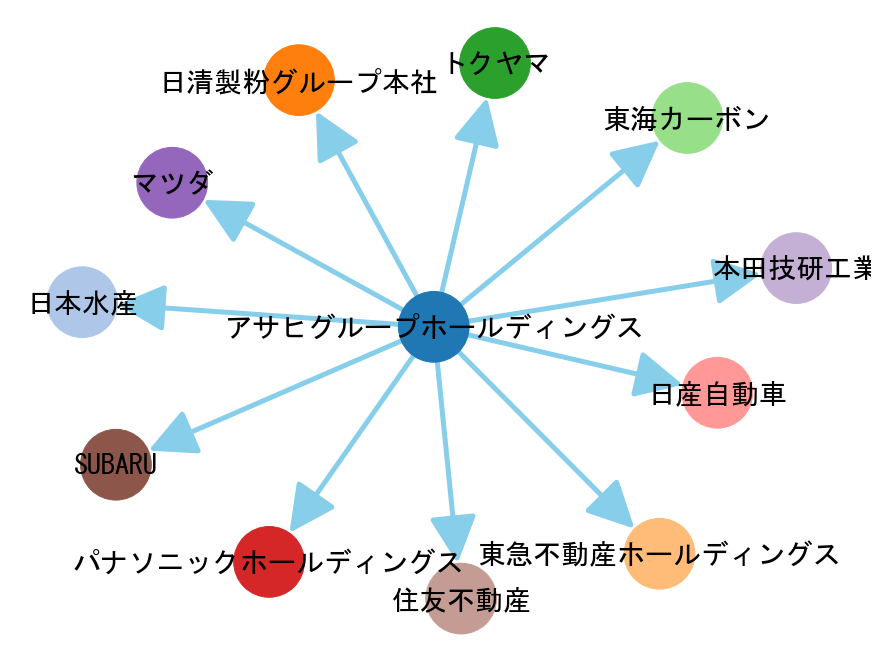 トクヤマ
日清製粉グループ本社
東海カーボン
マツダ
本田技研工業
日本水産
アサヒグループホールディングス
日産自動車
SUBARU
東急不動産ホールディングス
パナソニックホールディングス
住友不動産